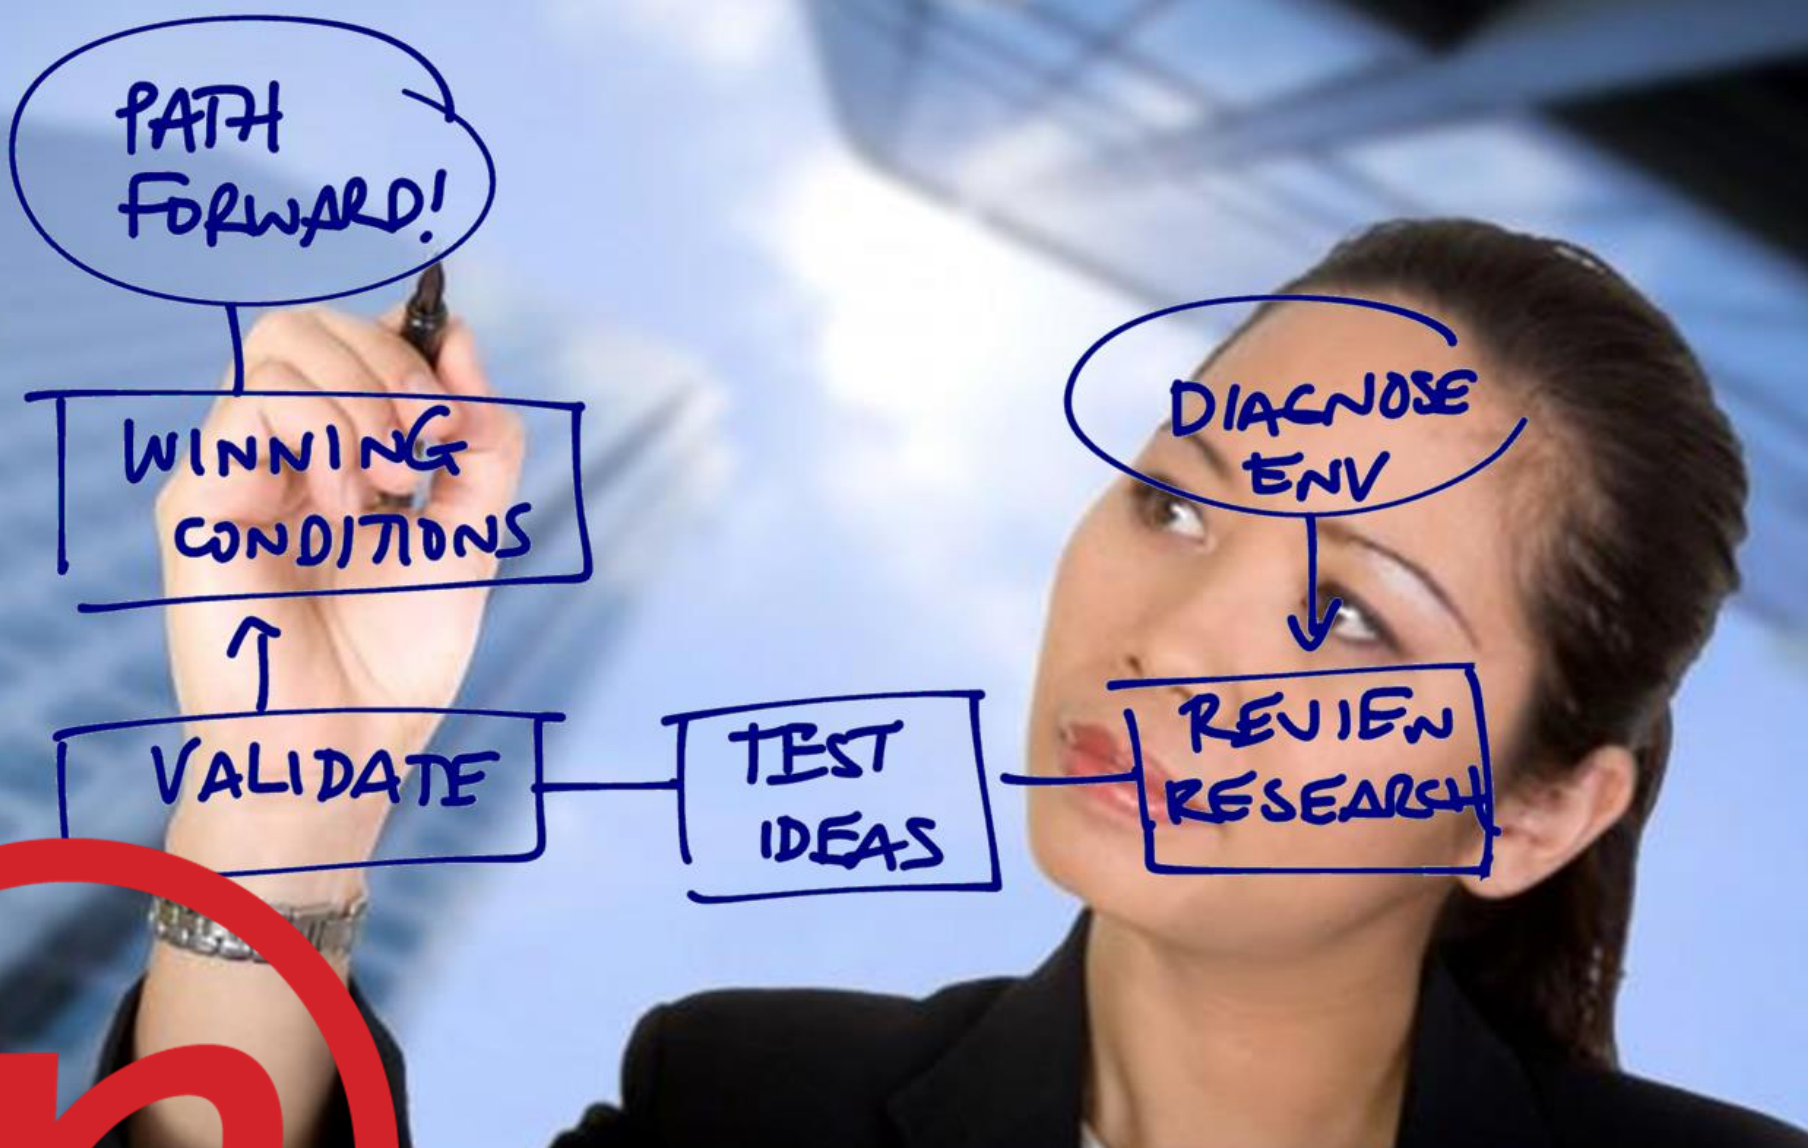 PATH
FORWARD!
WINNING
CONDITIONS
VALIDATE
TEST
IDEAS
DIAGNOSE
ENV
REVIEW
RESEARCH